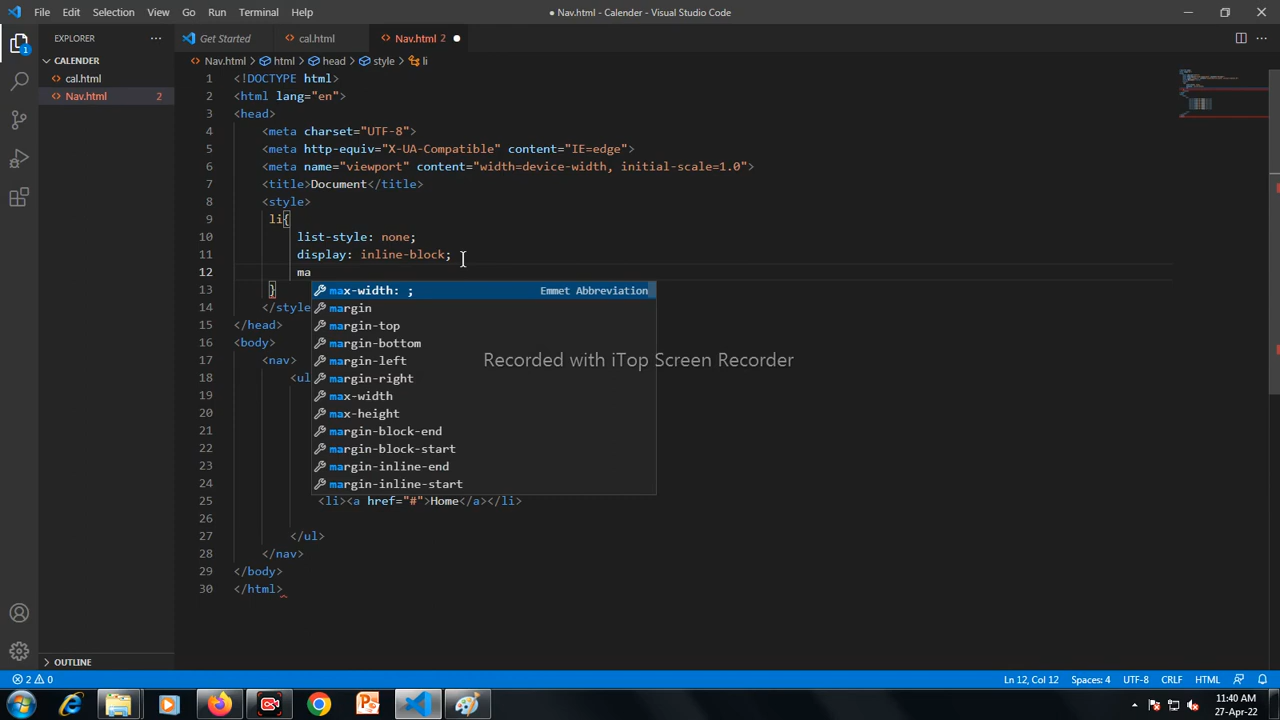 File Edit Selection View Go Run Terminal Help
● Nav.html - Calender - Visual Studio Code
EXPLORER
Get Started
cal.html
Nav.html 2 ●
CALENDER
Nav.html > html > head > style > li
cal.html
Nav.html 2
1 <!DOCTYPE html>
2 <html lang="en">
3 <head>
4 <meta charset="UTF-8">
5 <meta http-equiv="X-UA-Compatible" content="IE=edge">
6 <meta name="viewport" content="width=device-width, initial-scale=1.0">
7 <title>Document</title>
8 <style>
9 li{
10 list-style: none;
11 display: inline-block;
12 ma
13 }
max-width: ; Emmet Abbreviation
14 </style
margin
15 </head>
margin-top
16 <body>
margin-bottom
17 <nav>
margin-left
Recorded with iTop Screen Recorder
18 <ul
margin-right
19
max-width
20
max-height
21
margin-block-end
22
margin-block-start
23
margin-inline-end
24
margin-inline-start
25 <li><a href="#">Home</a></li>
26
27 </ul>
28 </nav>
29 </body>
30 </html>
OUTLINE
2 0
Ln 12, Col 12 Spaces: 4 UTF-8 CRLF HTML
11:40 AM
27-Apr-22